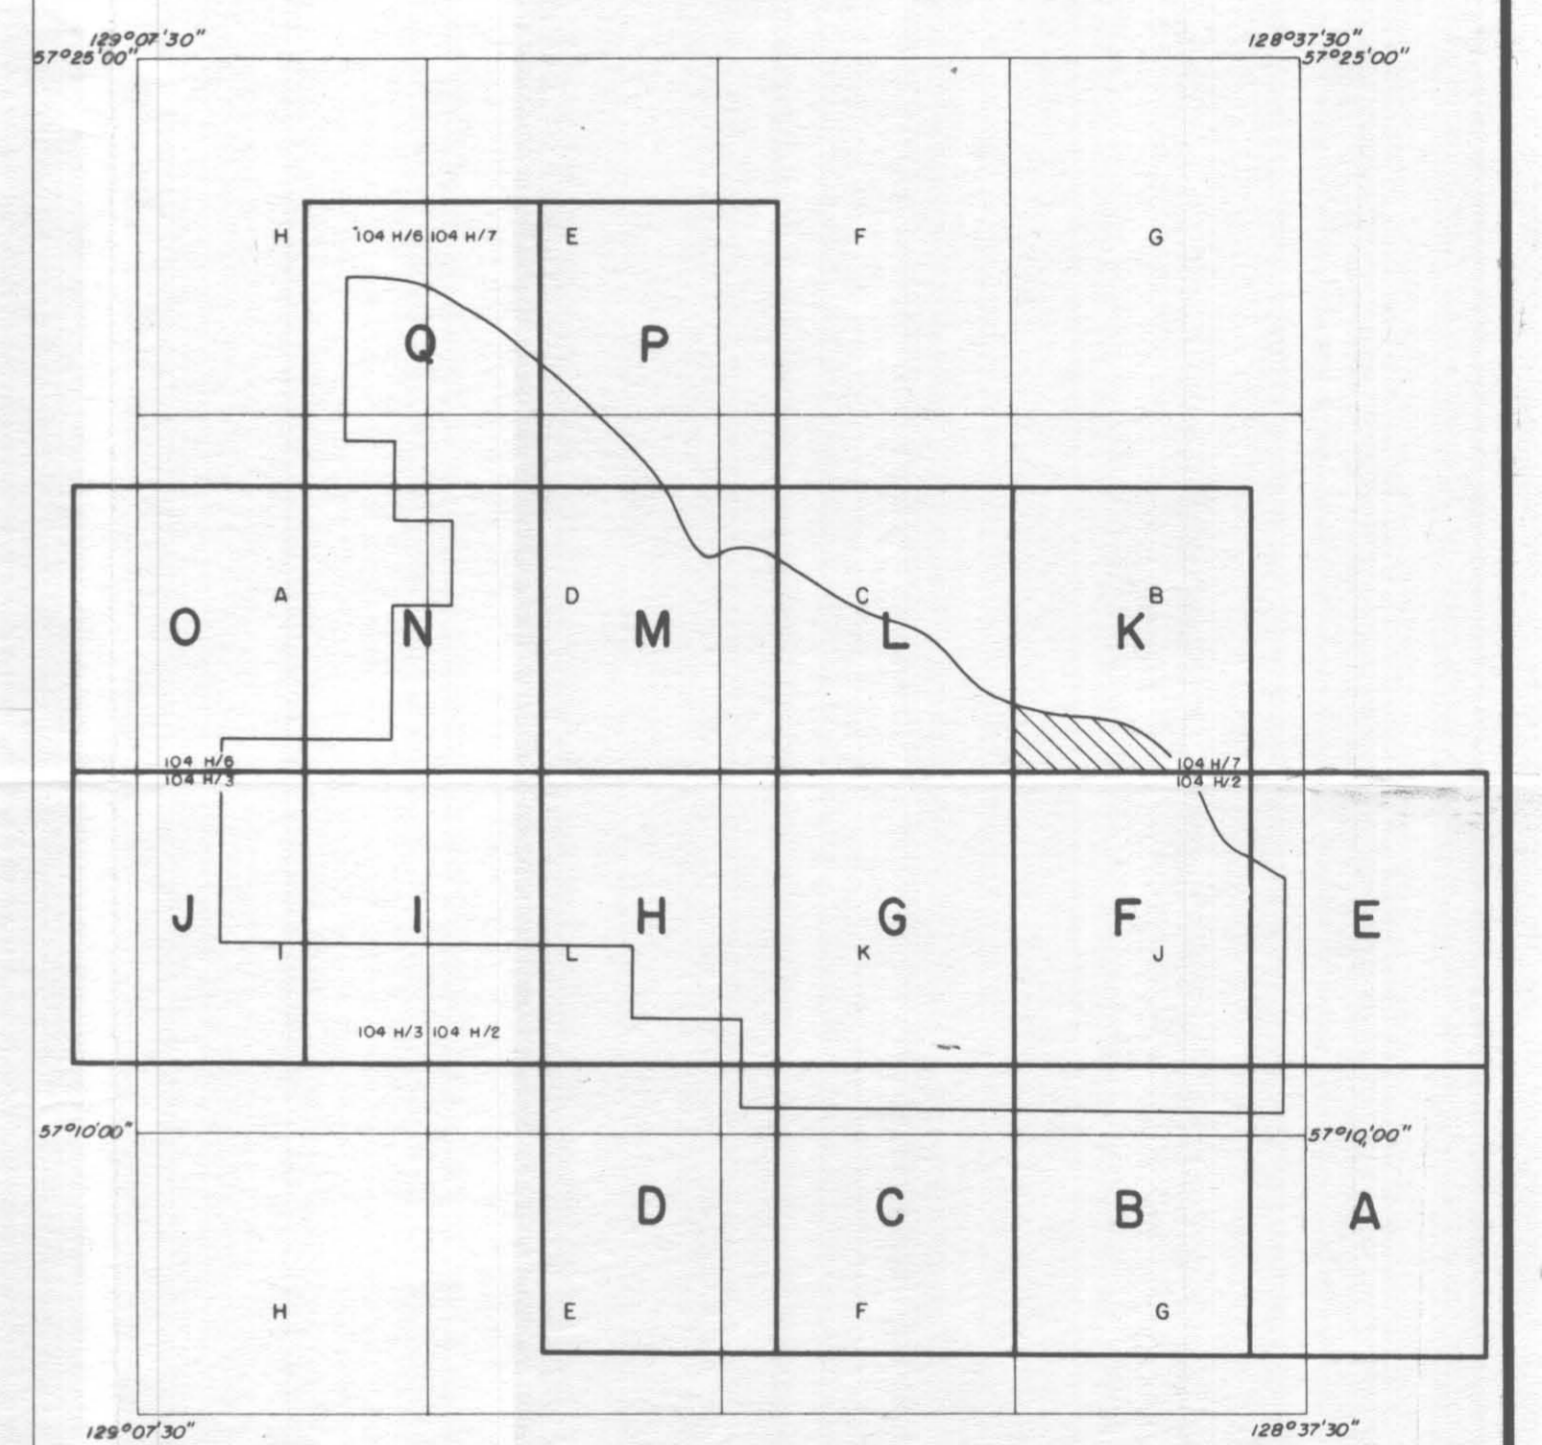 129°07'30" 128°37'30"
57°25'00" 57°25'00"
H 104 H/6 104 H/7 E F G
Q P
A D C B
O N M L K
104 H/6 104 H/7
104 H/3 104 H/2
J I H G F E
I L K J
104 H/3 104 H/2
57°10'00" 57°10'00"
D C B A
H E F G
129°07'30" 128°37'30"